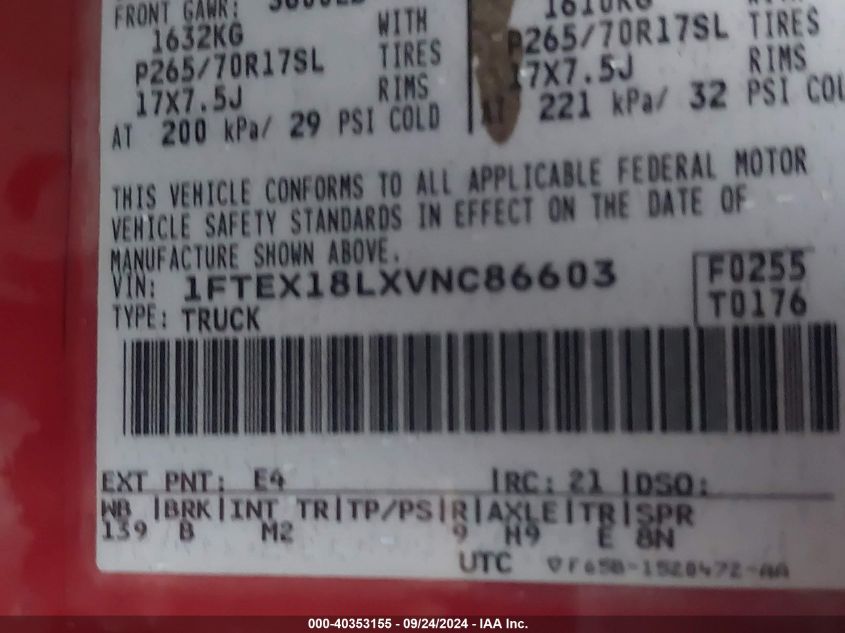 FRONT GAWR:
1632KG WITH
P265/70R17SL TIRES
17X7.5J RIMS
AT 200 kPa/ 29 PSI COLD
1610KG
P265/70R17SL TIRES
17X7.5J RIMS
AT 221 kPa/ 32 PSI COL
THIS VEHICLE CONFORMS TO ALL APPLICABLE FEDERAL MOTOR
VEHICLE SAFETY STANDARDS IN EFFECT ON THE DATE OF
MANUFACTURE SHOWN ABOVE.
VIN: 1FTEX18LXVNC86603
F0255
T0176
TYPE: TRUCK
EXT PNT: E4 |RC: 21 |DSO:
WB |BRK|INT TR|TP/PS|R|AXLE|TR|SPR
139 B M2 9 H9 E 8N
UTC
000-40353155 - 09/24/2024 - IAA Inc.